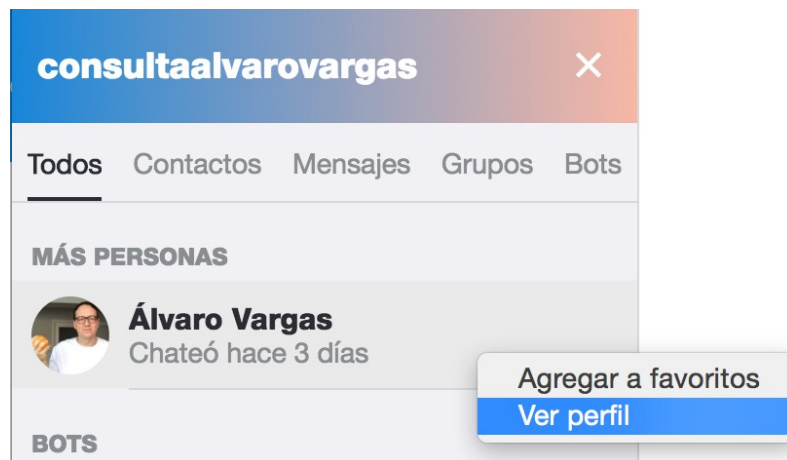 consultaalvarovargas
Todos Contactos Mensajes Grupos Bots
MÁS PERSONAS
Álvaro Vargas
Chateó hace 3 días
Agregar a favoritos
Ver perfil
BOTS